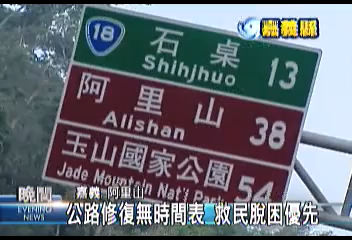 嘉義縣
18
石桌
Shihjhuo
13
阿里山
Alishan
38
玉山國家公園
Jade Mountain Nat'l Park
54
嘉義 阿里山
晚間
EVENING
NEWS
公路修復無時間表 救民脫困優先